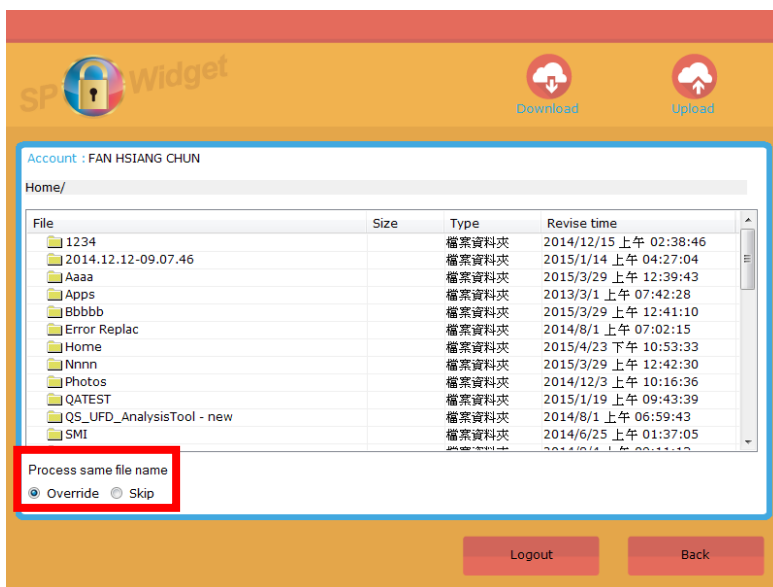 SP Widget
Download Upload
Account : FAN HSIANG CHUN
Home/
File Size Type Revise time
1234 檔案資料夾 2014/12/15 上午 02:38:46
2014.12.12-09.07.46 檔案資料夾 2015/1/14 上午 04:27:04
Aaaa 檔案資料夾 2015/3/29 上午 12:39:43
Apps 檔案資料夾 2013/3/1 上午 07:42:28
Bbbbb 檔案資料夾 2015/3/29 上午 12:41:10
Error Replac 檔案資料夾 2014/8/1 上午 07:02:15
Home 檔案資料夾 2015/4/23 下午 10:53:33
Nnnn 檔案資料夾 2015/3/29 上午 12:42:30
Photos 檔案資料夾 2014/12/3 上午 10:16:36
QATEST 檔案資料夾 2015/1/19 上午 09:43:39
QS_UFD_AnalysisTool - new 檔案資料夾 2014/8/1 上午 06:59:43
SMI 檔案資料夾 2014/6/25 上午 01:37:05
Process same file name
Override Skip
Logout Back